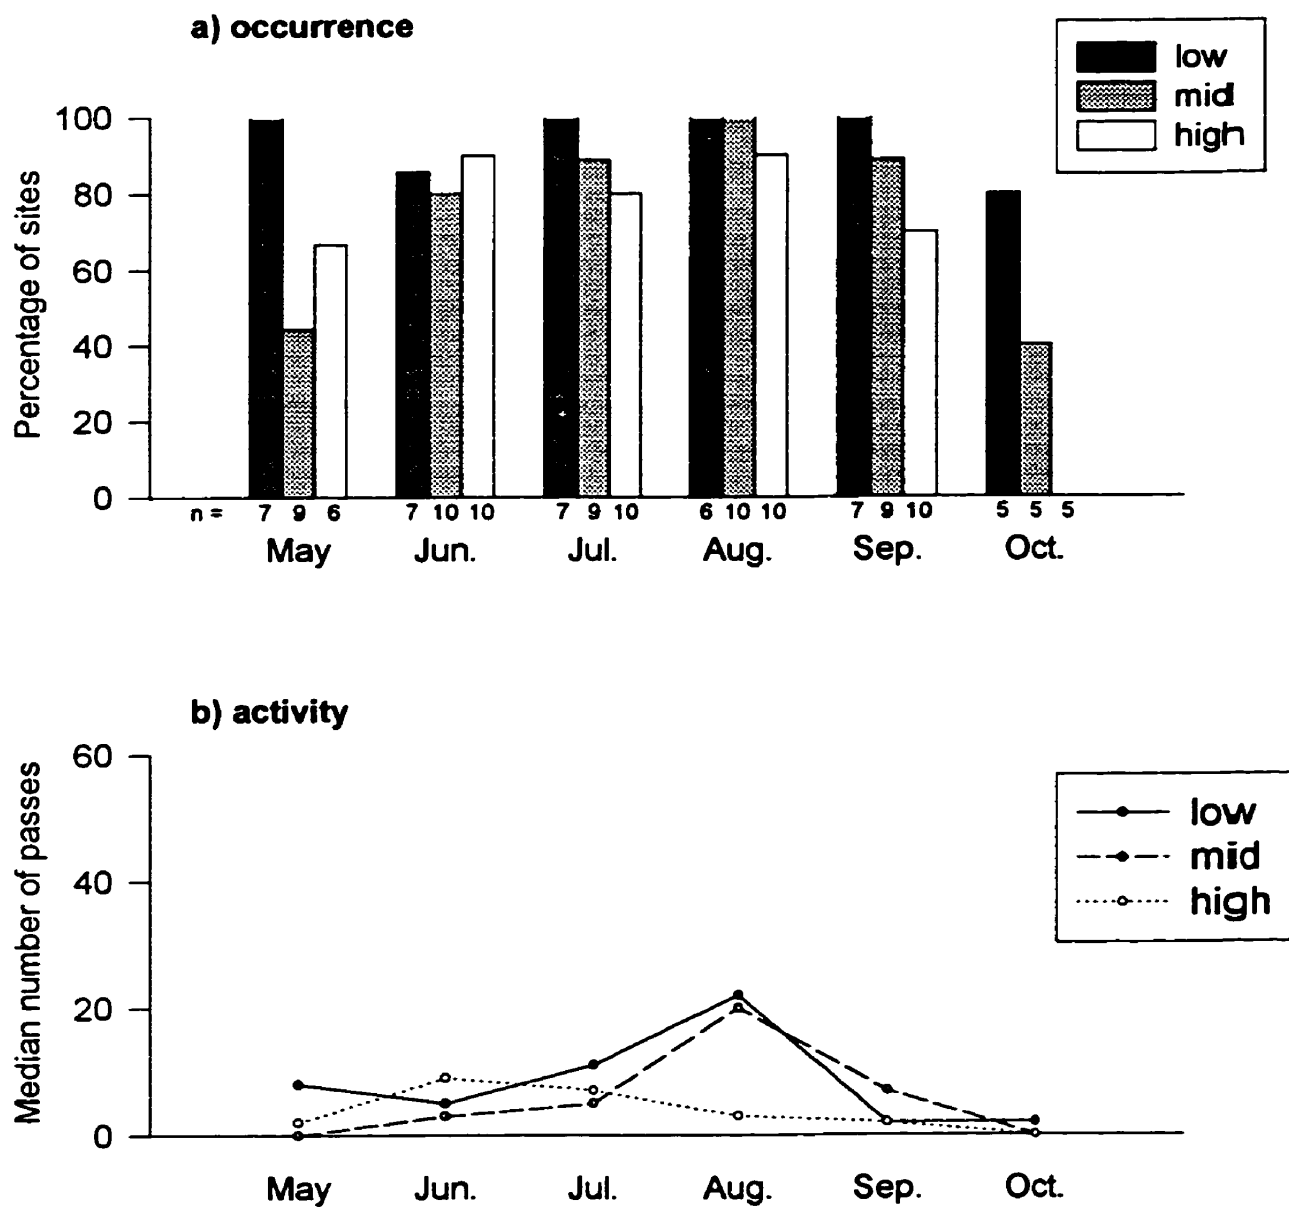 a) occurrence
low
mid
high
Percentage of sites
100
80
60
40
20
0
n = 7 9 6 7 10 10 7 9 10 6 10 10 7 9 10 5 5 5
May Jun. Jul. Aug. Sep. Oct.
b) activity
low
mid
high
Median number of passes
60
40
20
0
May Jun. Jul. Aug. Sep. Oct.